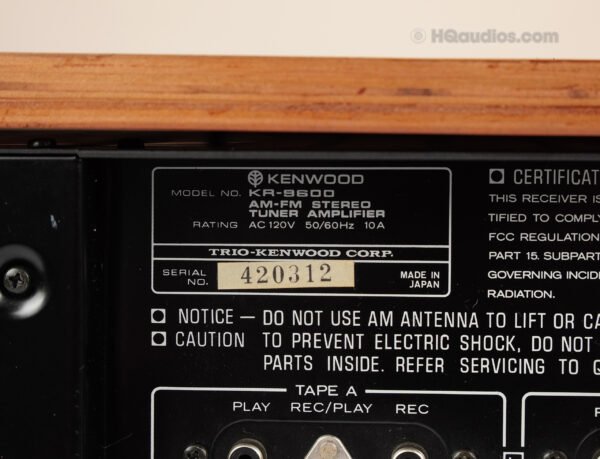 HQaudios.com
KENWOOD
MODEL NO. KR-9600
AM-FM STEREO
TUNER AMPLIFIER
RATING AC 120V 50/60Hz 10A
TRIO-KENWOOD CORP.
SERIAL NO. 420312 MADE IN JAPAN
CERTIFICAT
THIS RECEIVER IS
TIFIED TO COMPLY
FCC REGULATION
PART 15. SUBPART
GOVERNING INCID
RADIATION.
NOTICE — DO NOT USE AM ANTENNA TO LIFT OR CA
CAUTION TO PREVENT ELECTRIC SHOCK, DO NOT
PARTS INSIDE. REFER SERVICING TO Q
TAPE A
PLAY REC/PLAY REC